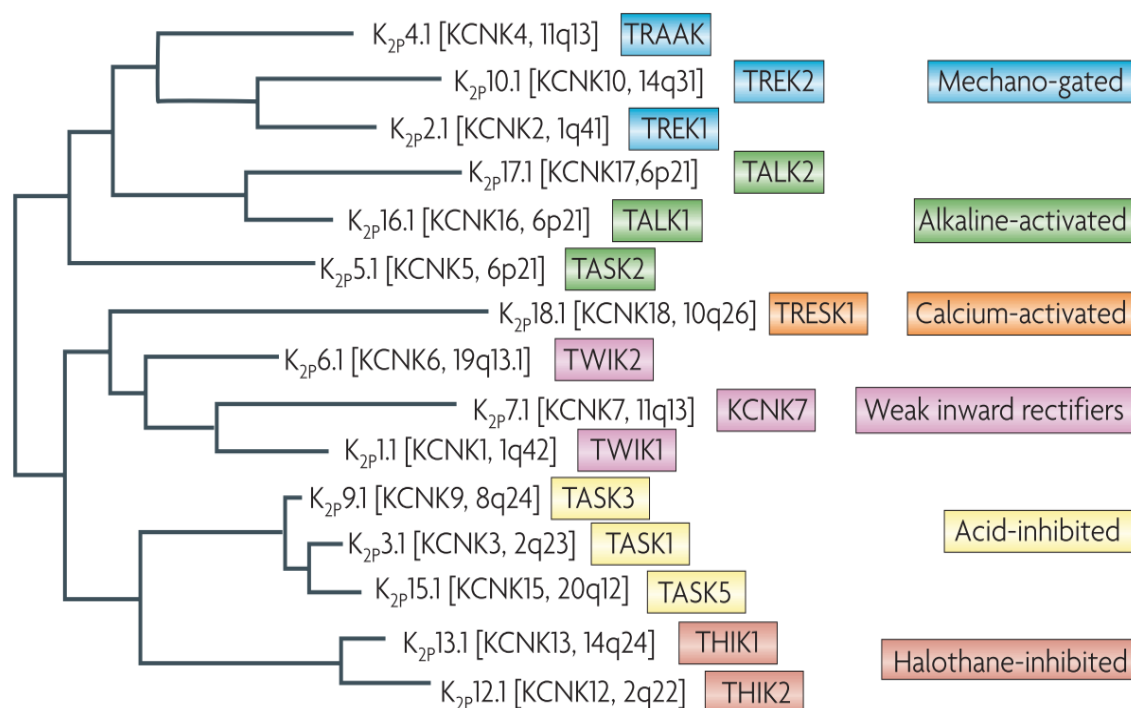 K2P4.1 [KCNK4, 11q13] TRAAK
K2P10.1 [KCNK10, 14q31] TREK2 Mechano-gated
K2P2.1 [KCNK2, 1q41] TREK1
K2P17.1 [KCNK17,6p21] TALK2
K2P16.1 [KCNK16, 6p21] TALK1 Alkaline-activated
K2P5.1 [KCNK5, 6p21] TASK2
K2P18.1 [KCNK18, 10q26] TRESK1 Calcium-activated
K2P6.1 [KCNK6, 19q13.1] TWIK2
K2P7.1 [KCNK7, 11q13] KCNK7 Weak inward rectifiers
K2P1.1 [KCNK1, 1q42] TWIK1
K2P9.1 [KCNK9, 8q24] TASK3
K2P3.1 [KCNK3, 2q23] TASK1 Acid-inhibited
K2P15.1 [KCNK15, 20q12] TASK5
K2P13.1 [KCNK13, 14q24] THIK1
Halothane-inhibited
K2P12.1 [KCNK12, 2q22] THIK2